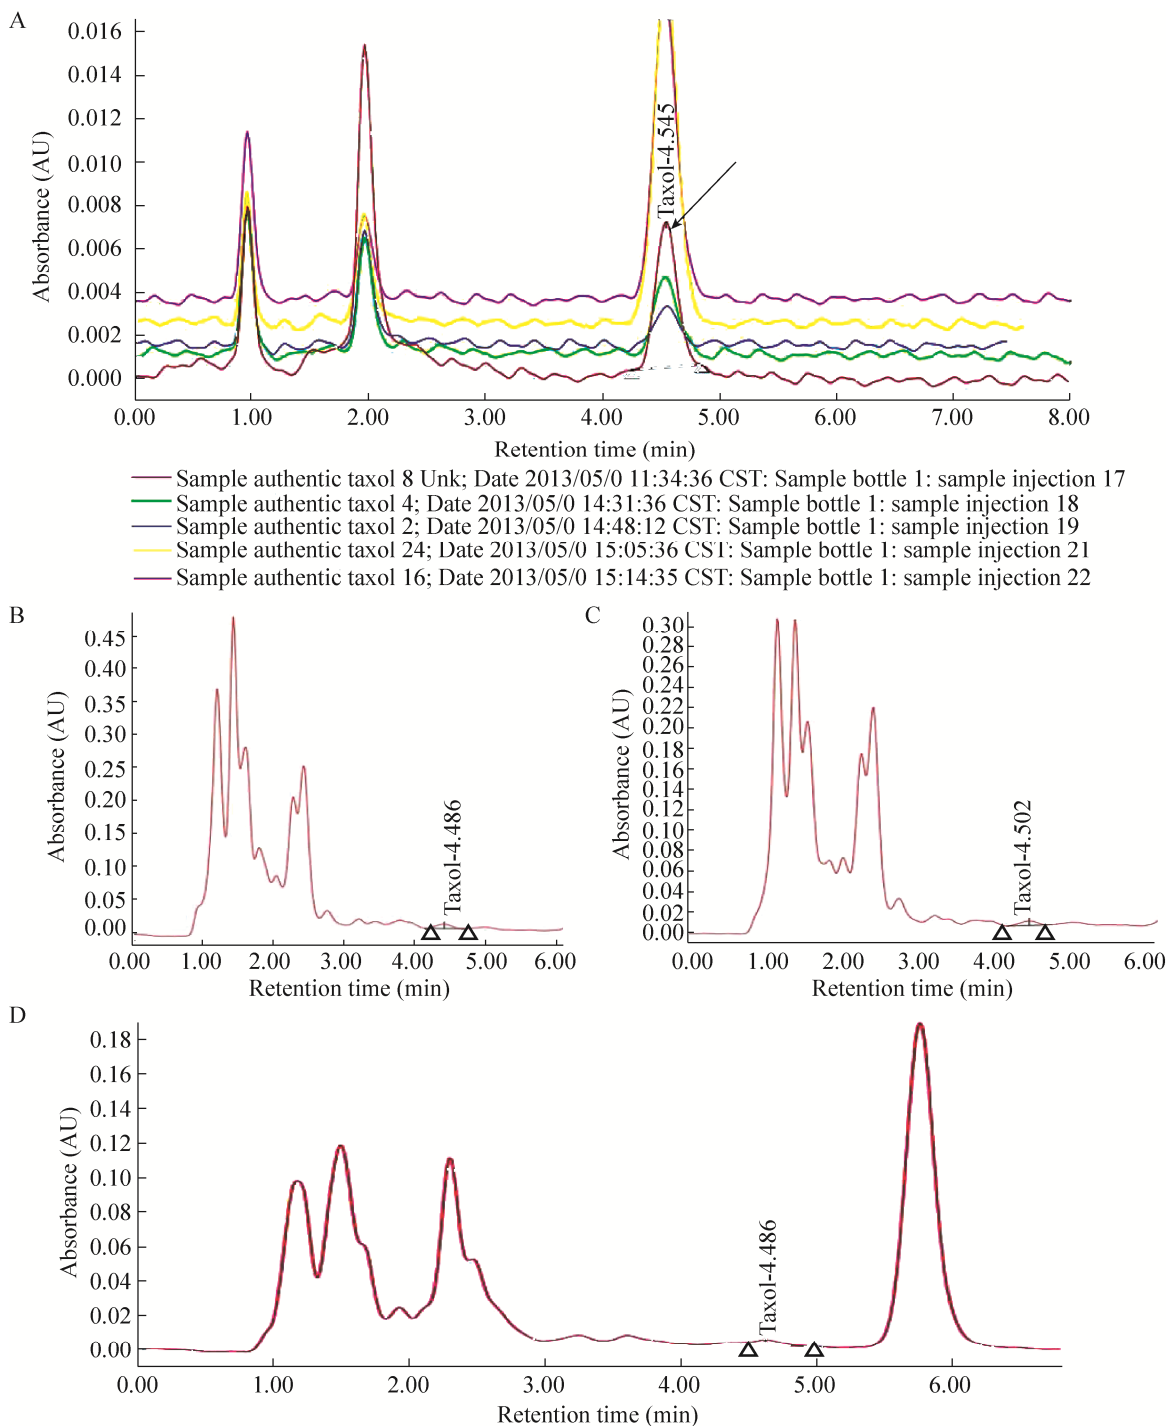 A
0.016
0.014
0.012
0.010
0.008
0.006
0.004
0.002
0.000
Absorbance (AU)
Taxol-4.545
0.00 1.00 2.00 3.00 4.00 5.00 6.00 7.00 8.00
Retention time (min)
Sample authentic taxol 8 Unk; Date 2013/05/0 11:34:36 CST: Sample bottle 1: sample injection 17
Sample authentic taxol 4; Date 2013/05/0 14:31:36 CST: Sample bottle 1: sample injection 18
Sample authentic taxol 2; Date 2013/05/0 14:48:12 CST: Sample bottle 1: sample injection 19
Sample authentic taxol 24; Date 2013/05/0 15:05:36 CST: Sample bottle 1: sample injection 21
Sample authentic taxol 16; Date 2013/05/0 15:14:35 CST: Sample bottle 1: sample injection 22
B
0.45
0.40
0.35
0.30
0.25
0.20
0.15
0.10
0.05
0.00
Absorbance (AU)
Taxol-4.486
0.00 1.00 2.00 3.00 4.00 5.00 6.00
Retention time (min)
C
0.30
0.28
0.26
0.24
0.22
0.20
0.18
0.16
0.14
0.12
0.10
0.08
0.06
0.04
0.02
0.00
Absorbance (AU)
Taxol-4.502
0.00 1.00 2.00 3.00 4.00 5.00 6.00
Retention time (min)
D
0.18
0.16
0.14
0.12
0.10
0.08
0.06
0.04
0.02
0.00
Absorbance (AU)
Taxol-4.486
0.00 1.00 2.00 3.00 4.00 5.00 6.00
Retention time (min)